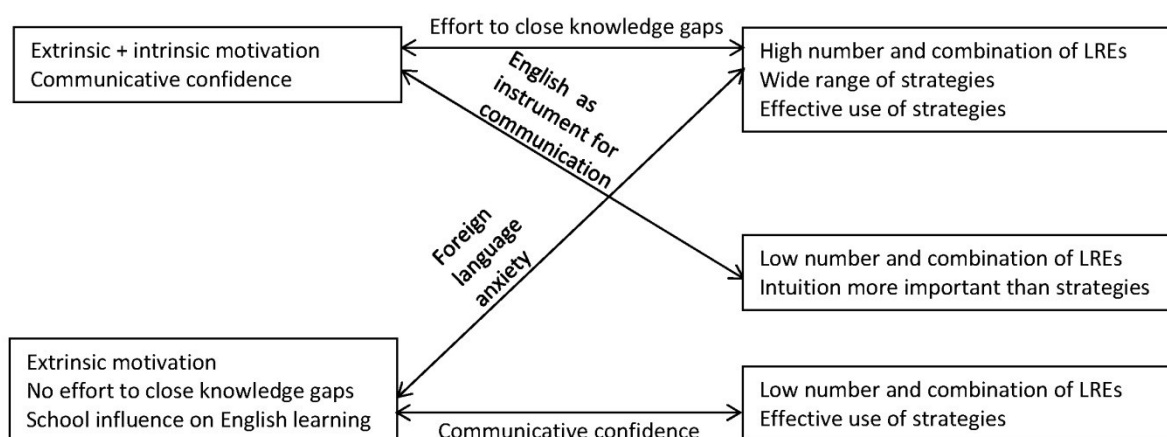 Effort to close knowledge gaps
Extrinsic + intrinsic motivation
Communicative confidence
High number and combination of LREs
Wide range of strategies
Effective use of strategies
English as
instrument for
communication
Foreign
language
anxiety
Low number and combination of LREs
Intuition more important than strategies
Extrinsic motivation
No effort to close knowledge gaps
School influence on English learning
Low number and combination of LREs
Effective use of strategies
Communicative confidence